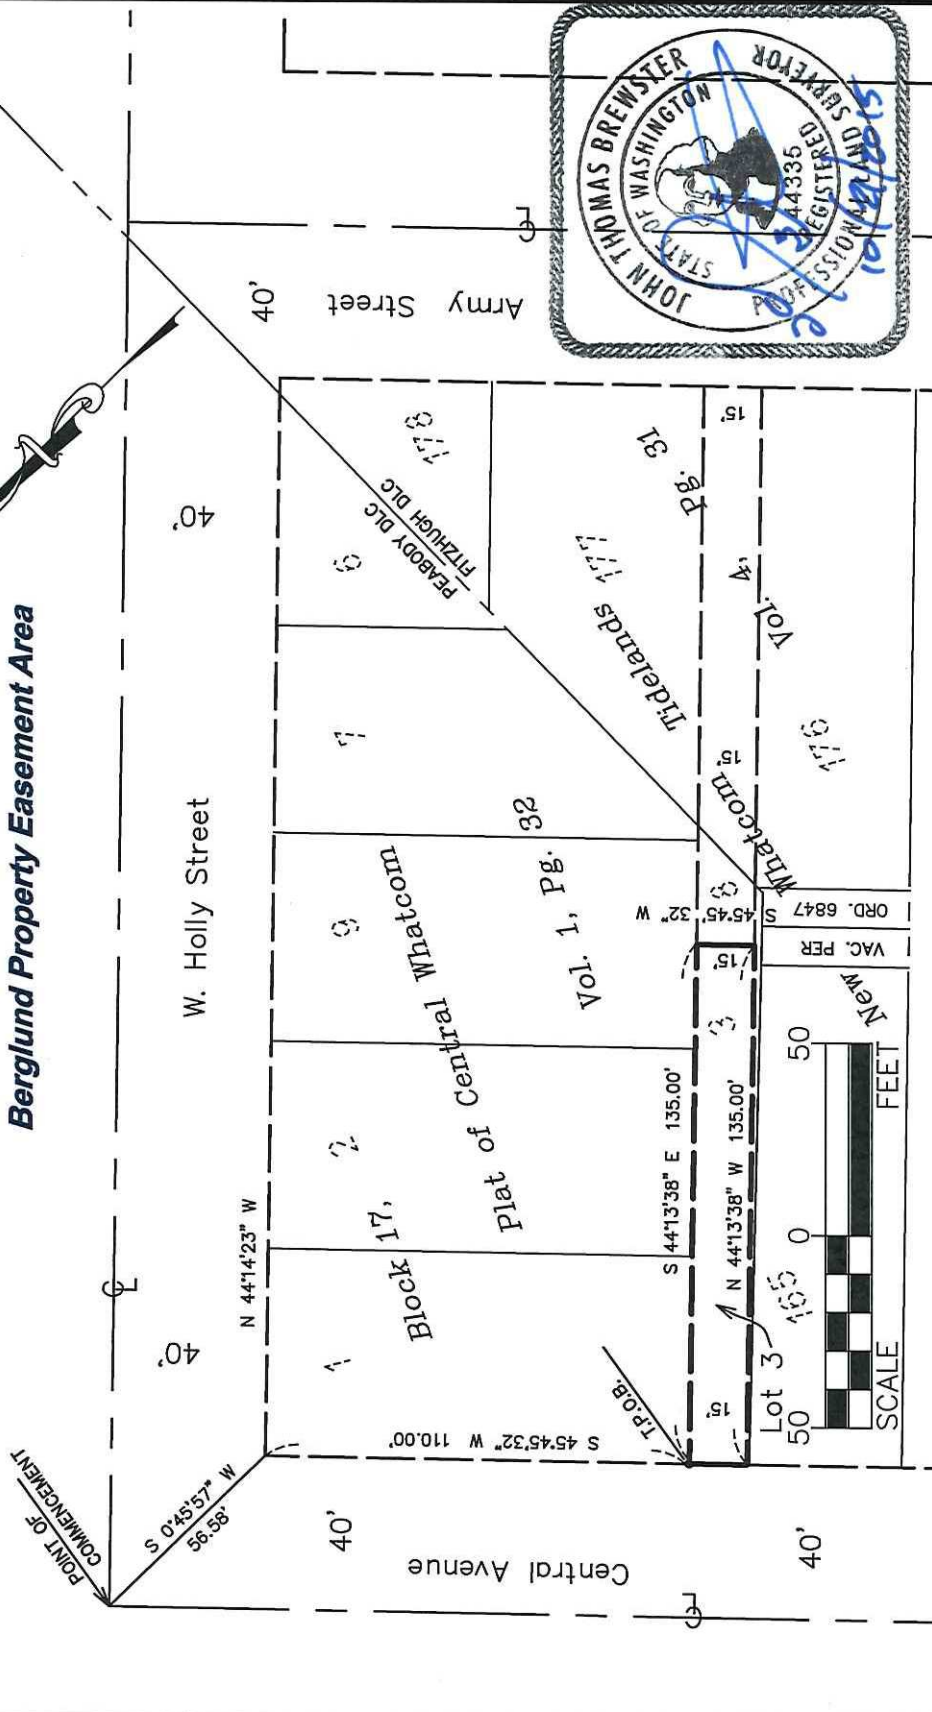 Berglund Property Easement Area
POINT OF
COMMENCEMENT
S 0°45'57" W
56.58'
40'
W. Holly Street
40'
40'
N 44°14'23" W
Central Avenue
40'
40'
S 45°45'32" W 110.00'
T.P.O.B.
1
2
9
7
6
178
Block 17,
Plat of Central Whatcom
Vol. 1, Pg. 32
PEABODY DLC
FITZHUGH DLC
177
Army Street
40'
S 44°13'38" E 135.00'
N 44°13'38" W 135.00'
15'
15'
15'
15'
3
8
S 45°45'32" W
Lot 3
165
176
New
Whatcom
Tidelands
Vol. 4,
Pg. 31
VAC. PER
ORD. 6847
50 0 50
SCALE FEET
JOHN THOMAS BREWSTER
STATE OF WASHINGTON
44335
REGISTERED
PROFESSIONAL LAND SURVEYOR